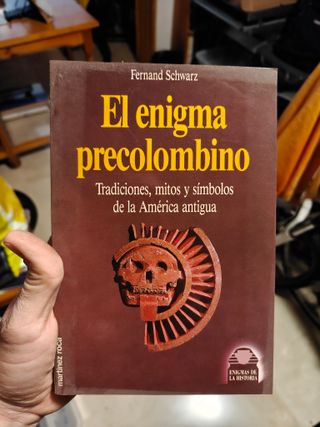 Fernand Schwarz
El enigma
precolombino
Tradiciones, mitos y símbolos
de la América antigua
martínez roca
ENIGMAS DE
LA HISTORIA